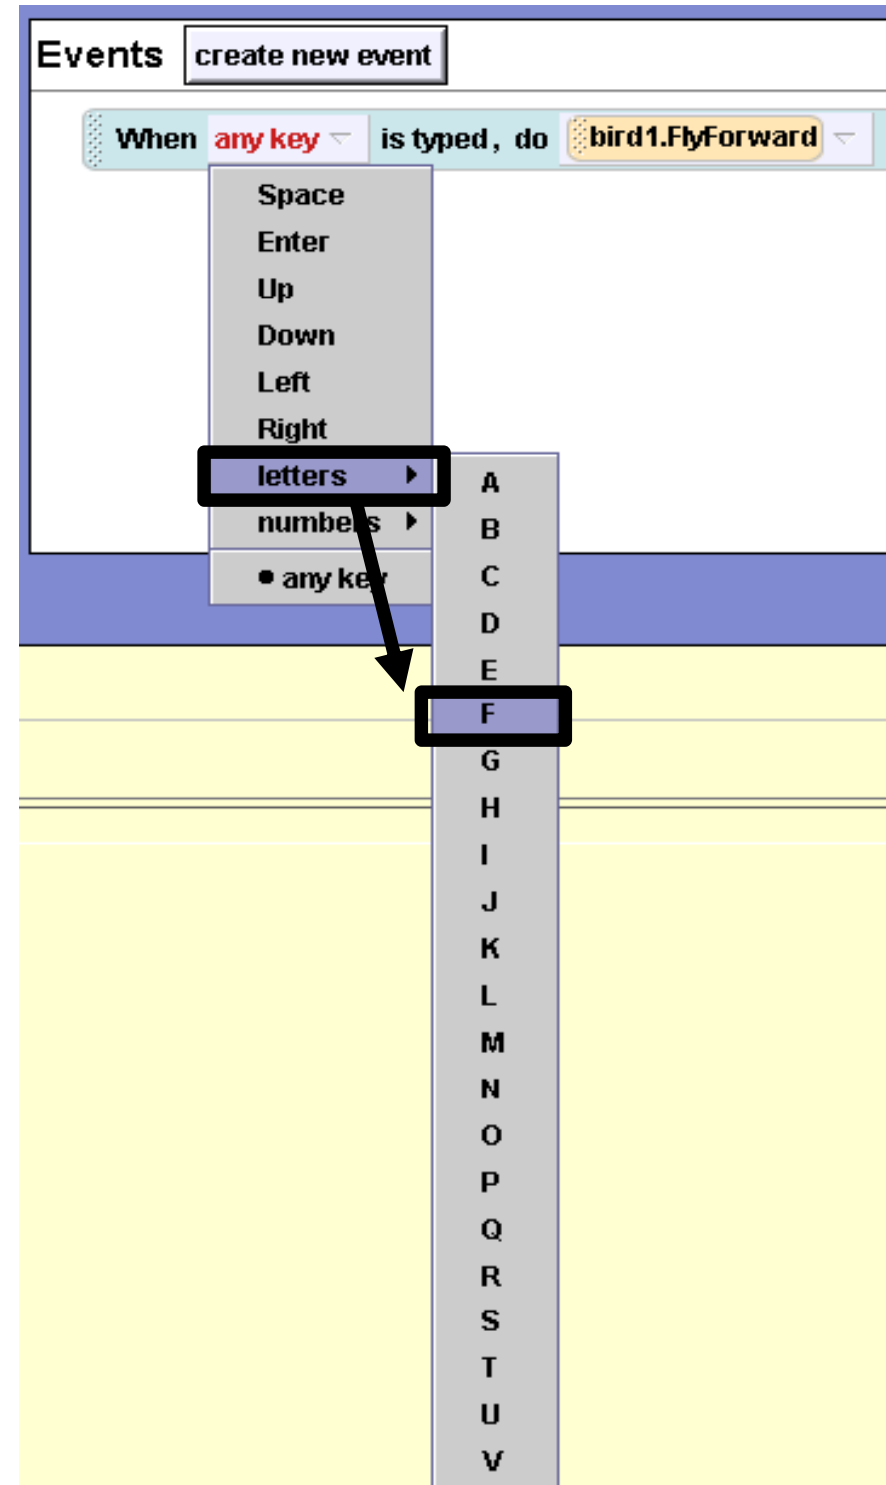 Events create new event
When any key is typed, do bird1.FlyForward
Space
Enter
Up
Down
Left
Right
letters
numbers
any key
A
B
C
D
E
F
G
H
I
J
K
L
M
N
O
P
Q
R
S
T
U
V